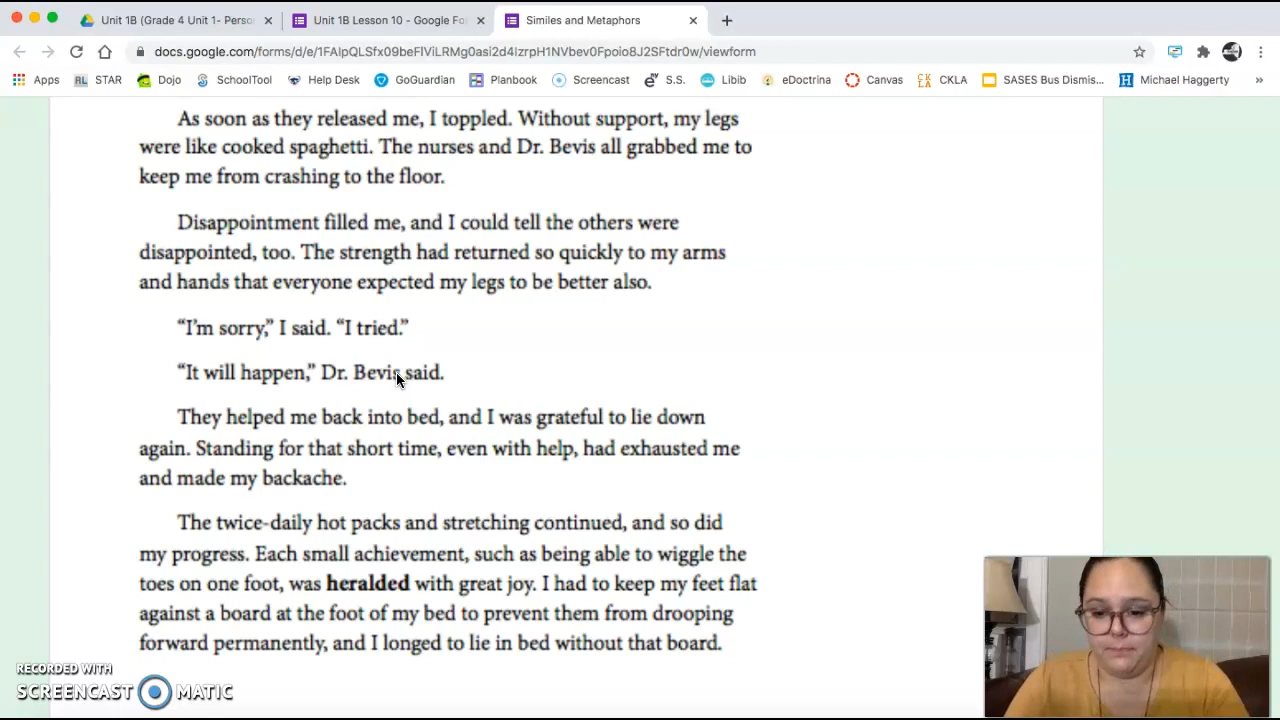 Unit 1B (Grade 4 Unit 1- Perso
Unit 1B Lesson 10 - Google Fo
Similes and Metaphors
docs.google.com/forms/d/e/1FAIpQLSfx09beFlViLRMg0asi2d4IzrpH1NVbev0Fpoio8J2SFtdr0w/viewform
Apps STAR Dojo SchoolTool Help Desk GoGuardian Planbook Screencast S.S. Libib eDoctrina Canvas CKLA SASES Bus Dismis... Michael Haggerty »
As soon as they released me, I toppled. Without support, my legs
were like cooked spaghetti. The nurses and Dr. Bevis all grabbed me to
keep me from crashing to the floor.
Disappointment filled me, and I could tell the others were
disappointed, too. The strength had returned so quickly to my arms
and hands that everyone expected my legs to be better also.
“I’m sorry,” I said. “I tried.”
“It will happen,” Dr. Bevis said.
They helped me back into bed, and I was grateful to lie down
again. Standing for that short time, even with help, had exhausted me
and made my backache.
The twice-daily hot packs and stretching continued, and so did
my progress. Each small achievement, such as being able to wiggle the
toes on one foot, was heralded with great joy. I had to keep my feet flat
against a board at the foot of my bed to prevent them from drooping
forward permanently, and I longed to lie in bed without that board.
RECORDED WITH
SCREENCAST MATIC